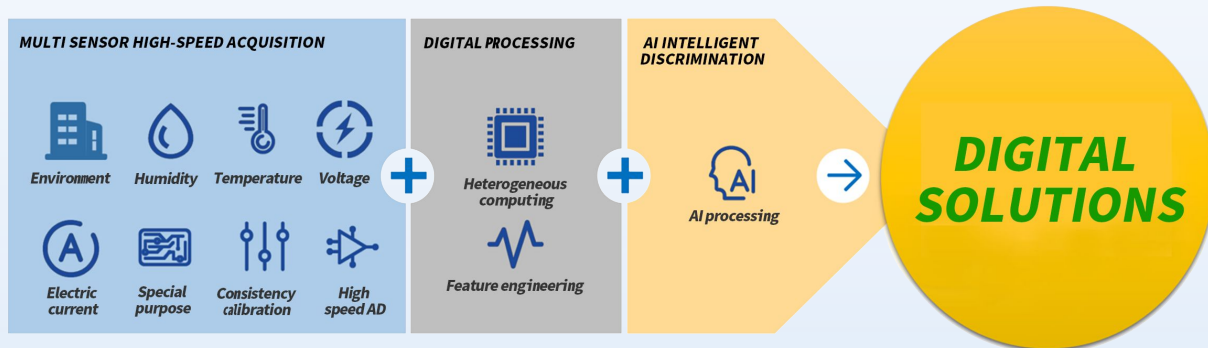 MULTI SENSOR HIGH-SPEED ACQUISITION
Environment
Humidity
Temperature
Voltage
A
Electric
current
Special
purpose
Consistency
calibration
High
speed AD
DIGITAL PROCESSING
Heterogeneous
computing
Feature engineering
AI INTELLIGENT
DISCRIMINATION
AI
AI processing
DIGITAL
SOLUTIONS